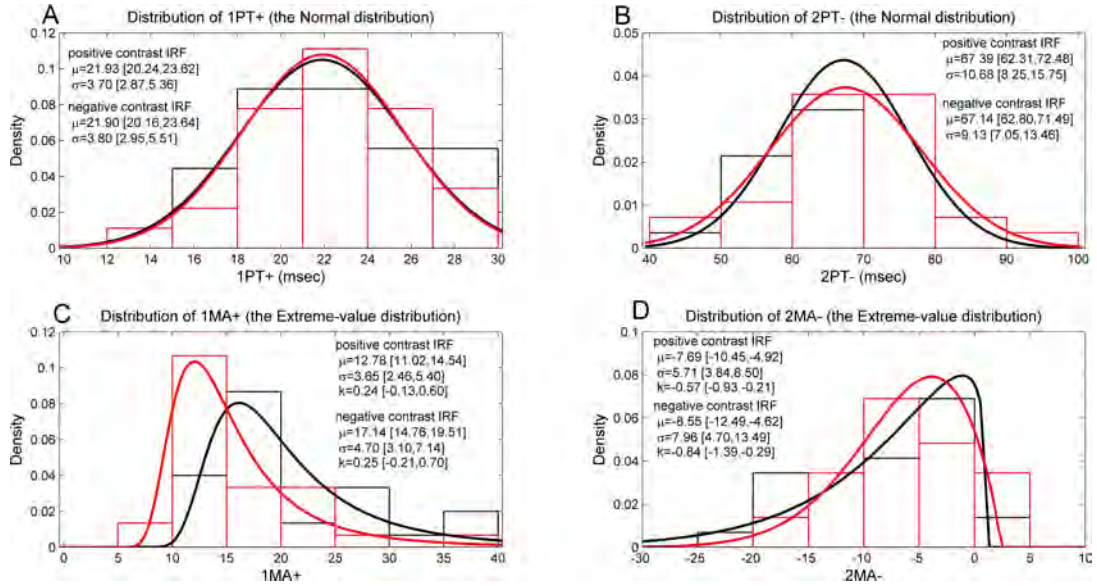 A
Distribution of 1PT+ (the Normal distribution)
0.12
0.1
0.08
0.06
0.04
0.02
0
Density
positive contrast IRF
μ=21.93 [20.24,23.62]
σ=3.70 [2.87,5.36]
negative contrast IRF
μ=21.90 [20.16,23.64]
σ=3.80 [2.95,5.51]
10 12 14 16 18 20 22 24 26 28 30
1PT+ (msec)
B
Distribution of 2PT- (the Normal distribution)
0.05
0.04
0.03
0.02
0.01
0
Density
positive contrast IRF
μ=67.39 [62.31,72.48]
σ=10.68 [8.25,15.75]
negative contrast IRF
μ=67.14 [62.80,71.49]
σ=9.13 [7.05,13.46]
40 50 60 70 80 90 100
2PT- (msec)
C
Distribution of 1MA+ (the Extreme-value distribution)
0.12
0.1
0.08
0.06
0.04
0.02
0
Density
positive contrast IRF
μ=12.78 [11.02,14.54]
σ=3.65 [2.46,5.40]
k=0.24 [-0.13,0.60]
negative contrast IRF
μ=17.14 [14.76,19.51]
σ=4.70 [3.10,7.14]
k=0.25 [-0.21,0.70]
0 5 10 15 20 25 30 35 40
1MA+
D
Distribution of 2MA- (the Extreme-value distribution)
0.1
0.08
0.06
0.04
0.02
0
Density
positive contrast IRF
μ=-7.69 [-10.45,-4.92]
σ=5.71 [3.84,8.50]
k=-0.57 [-0.93,-0.21]
negative contrast IRF
μ=-8.55 [-12.49,-4.62]
σ=7.96 [4.70,13.49]
k=-0.84 [-1.39,-0.29]
-30 -25 -20 -15 -10 -5 0 5 10
2MA-